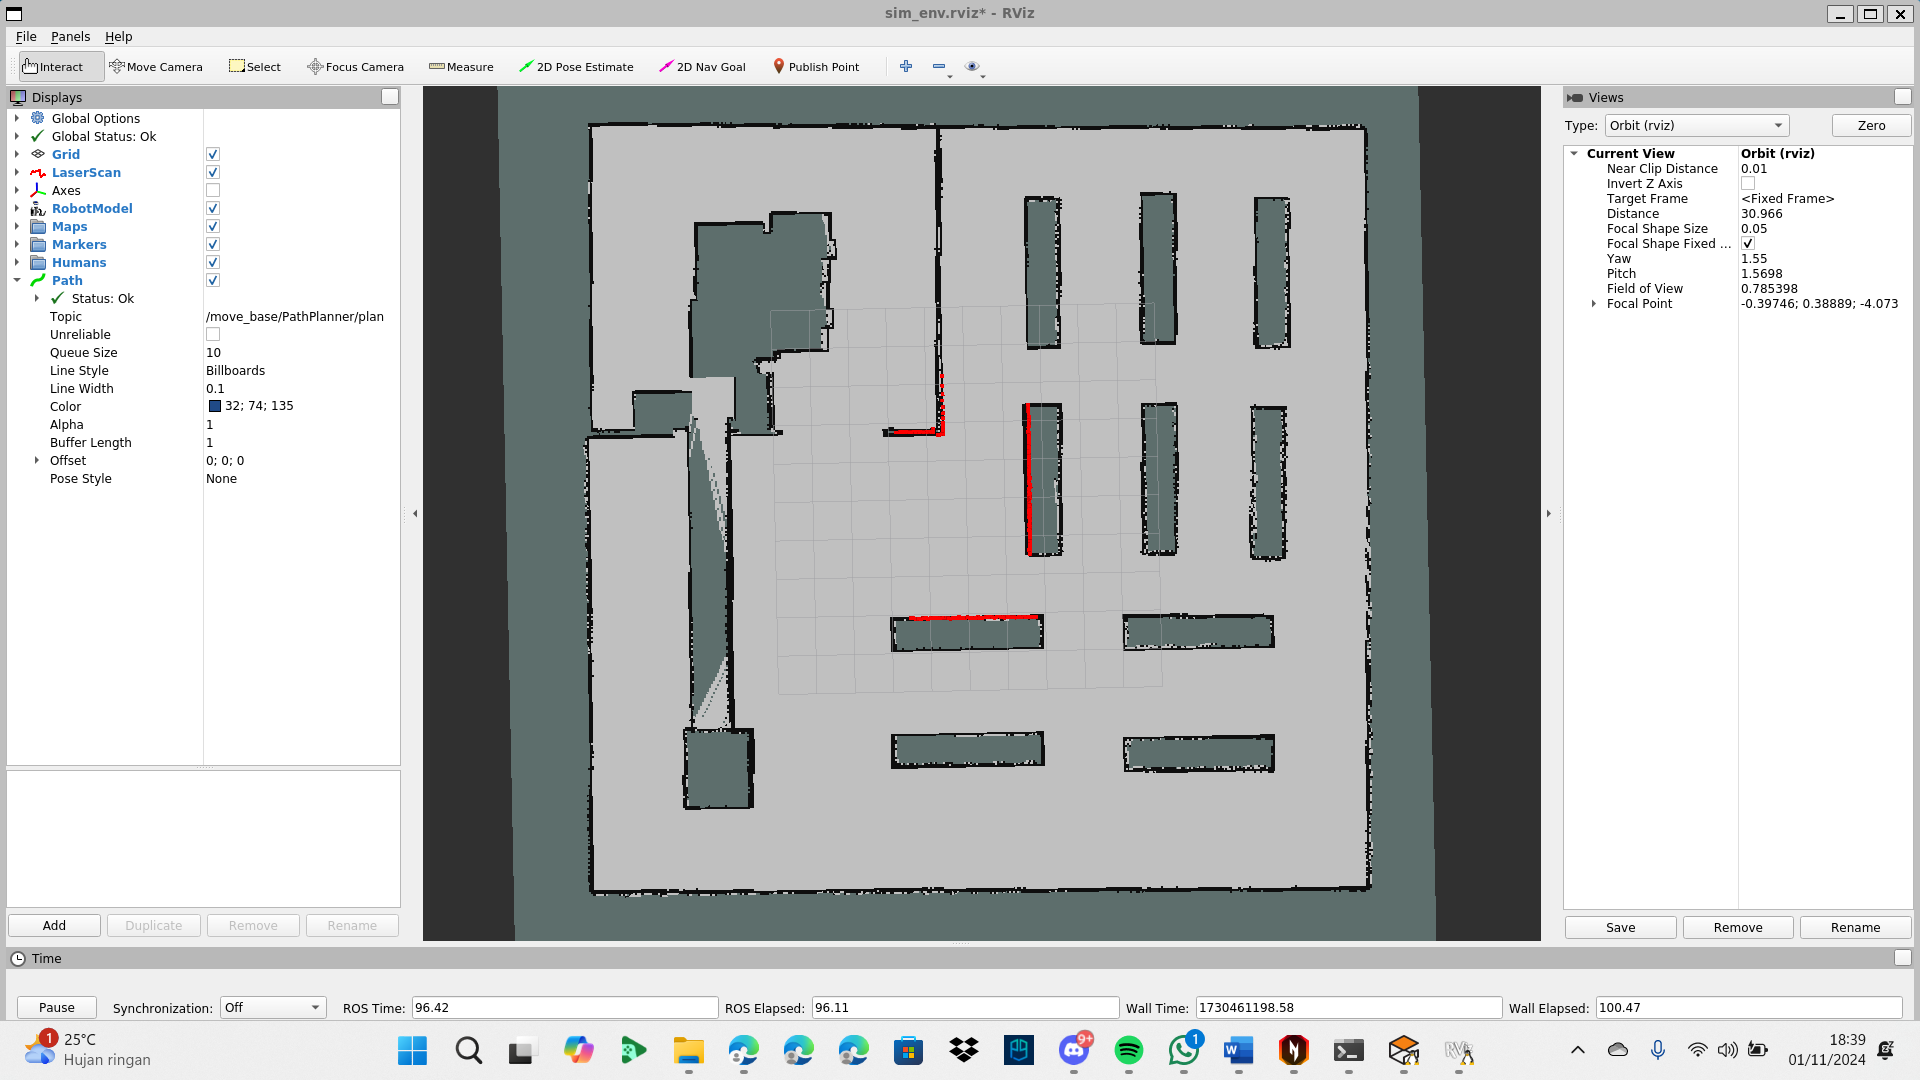 sim_env.rviz* - RViz
File Panels Help
Interact Move Camera Select Focus Camera Measure 2D Pose Estimate 2D Nav Goal Publish Point
Displays
Global Options
Global Status: Ok
Grid
LaserScan
Axes
RobotModel
Maps
Markers
Humans
Path
Status: Ok
Topic /move_base/PathPlanner/plan
Unreliable
Queue Size 10
Line Style Billboards
Line Width 0.1
Color 32; 74; 135
Alpha 1
Buffer Length 1
Offset 0; 0; 0
Pose Style None
Add Duplicate Remove Rename
Views
Type: Orbit (rviz) Zero
Current View Orbit (rviz)
Near Clip Distance 0.01
Invert Z Axis
Target Frame <Fixed Frame>
Distance 30.966
Focal Shape Size 0.05
Focal Shape Fixed ...
Yaw 1.55
Pitch 1.5698
Field of View 0.785398
Focal Point -0.39746; 0.38889; -4.073
Save Remove Rename
Time
Pause Synchronization: Off ROS Time: 96.42 ROS Elapsed: 96.11 Wall Time: 1730461198.58 Wall Elapsed: 100.47
1
25°C
Hujan ringan
9+
1
18:39
01/11/2024